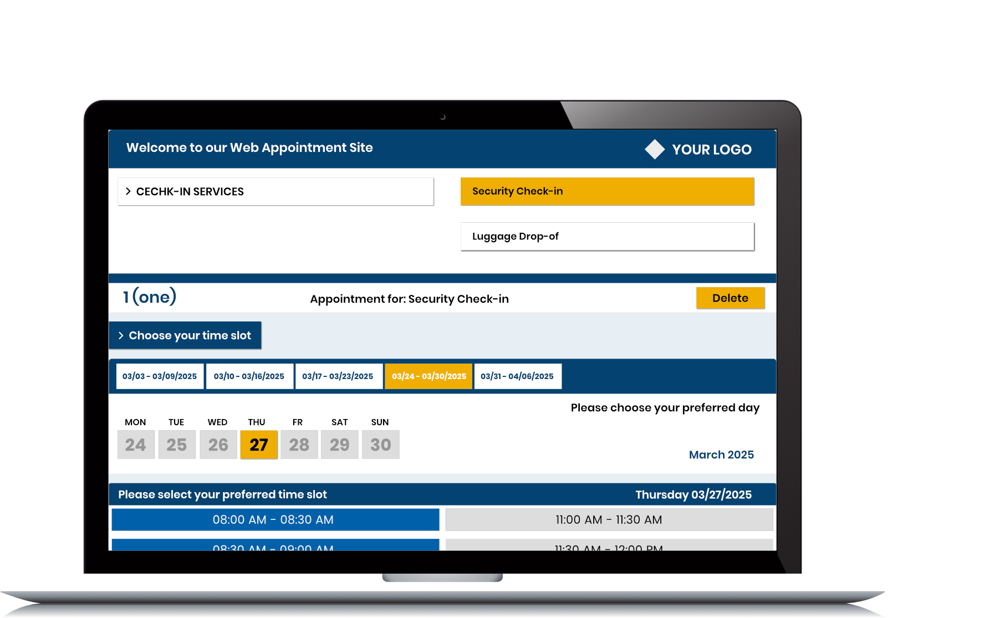 Welcome to our Web Appointment Site
YOUR LOGO
CECHK-IN SERVICES
Security Check-in
Luggage Drop-of
1 (one)
Appointment for: Security Check-in
Delete
Choose your time slot
03/03 - 03/09/2025
03/10 - 03/16/2025
03/17 - 03/23/2025
03/24 - 03/30/2025
03/31 - 04/06/2025
Please choose your preferred day
MON TUE WED THU FR SAT SUN
24 25 26 27 28 29 30
March 2025
Please select your preferred time slot
Thursday 03/27/2025
08:00 AM - 08:30 AM
11:00 AM - 11:30 AM
08:30 AM - 09:00 AM
11:30 AM - 12:00 PM